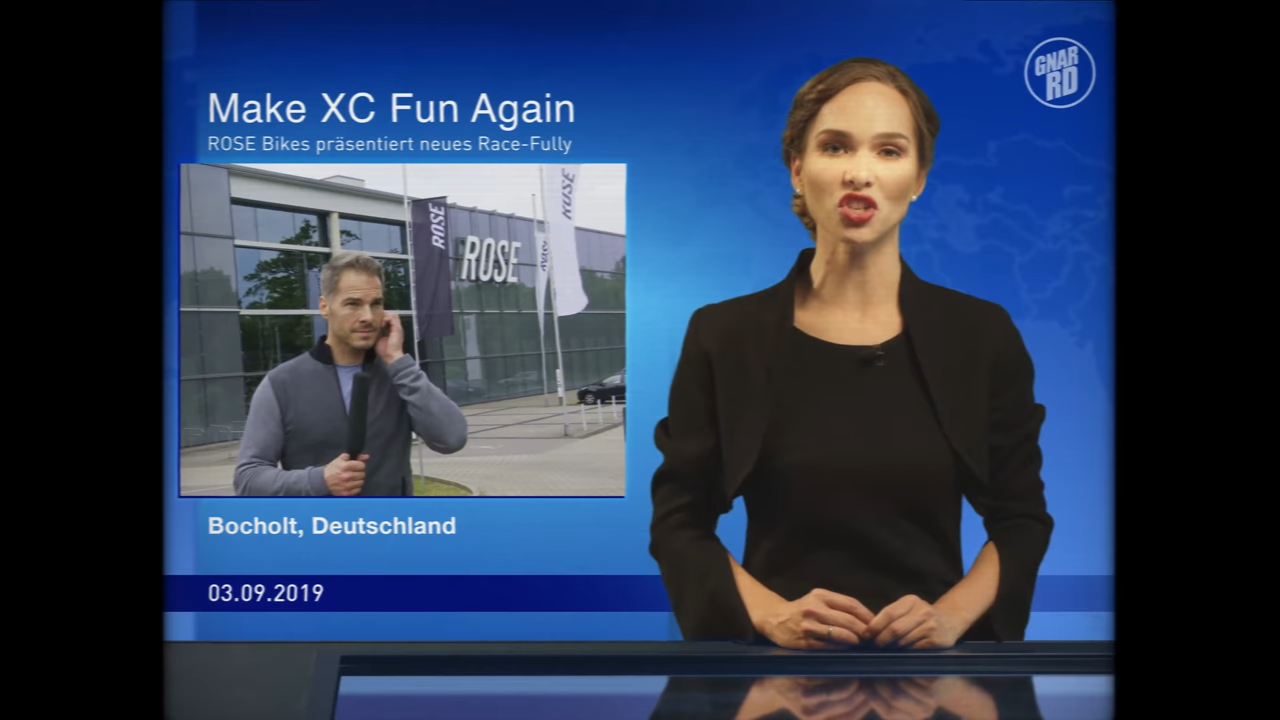 GNAR
RD
Make XC Fun Again
ROSE Bikes präsentiert neues Race-Fully
ROSE
ROSE
ROSE
ROSE
Bocholt, Deutschland
03.09.2019